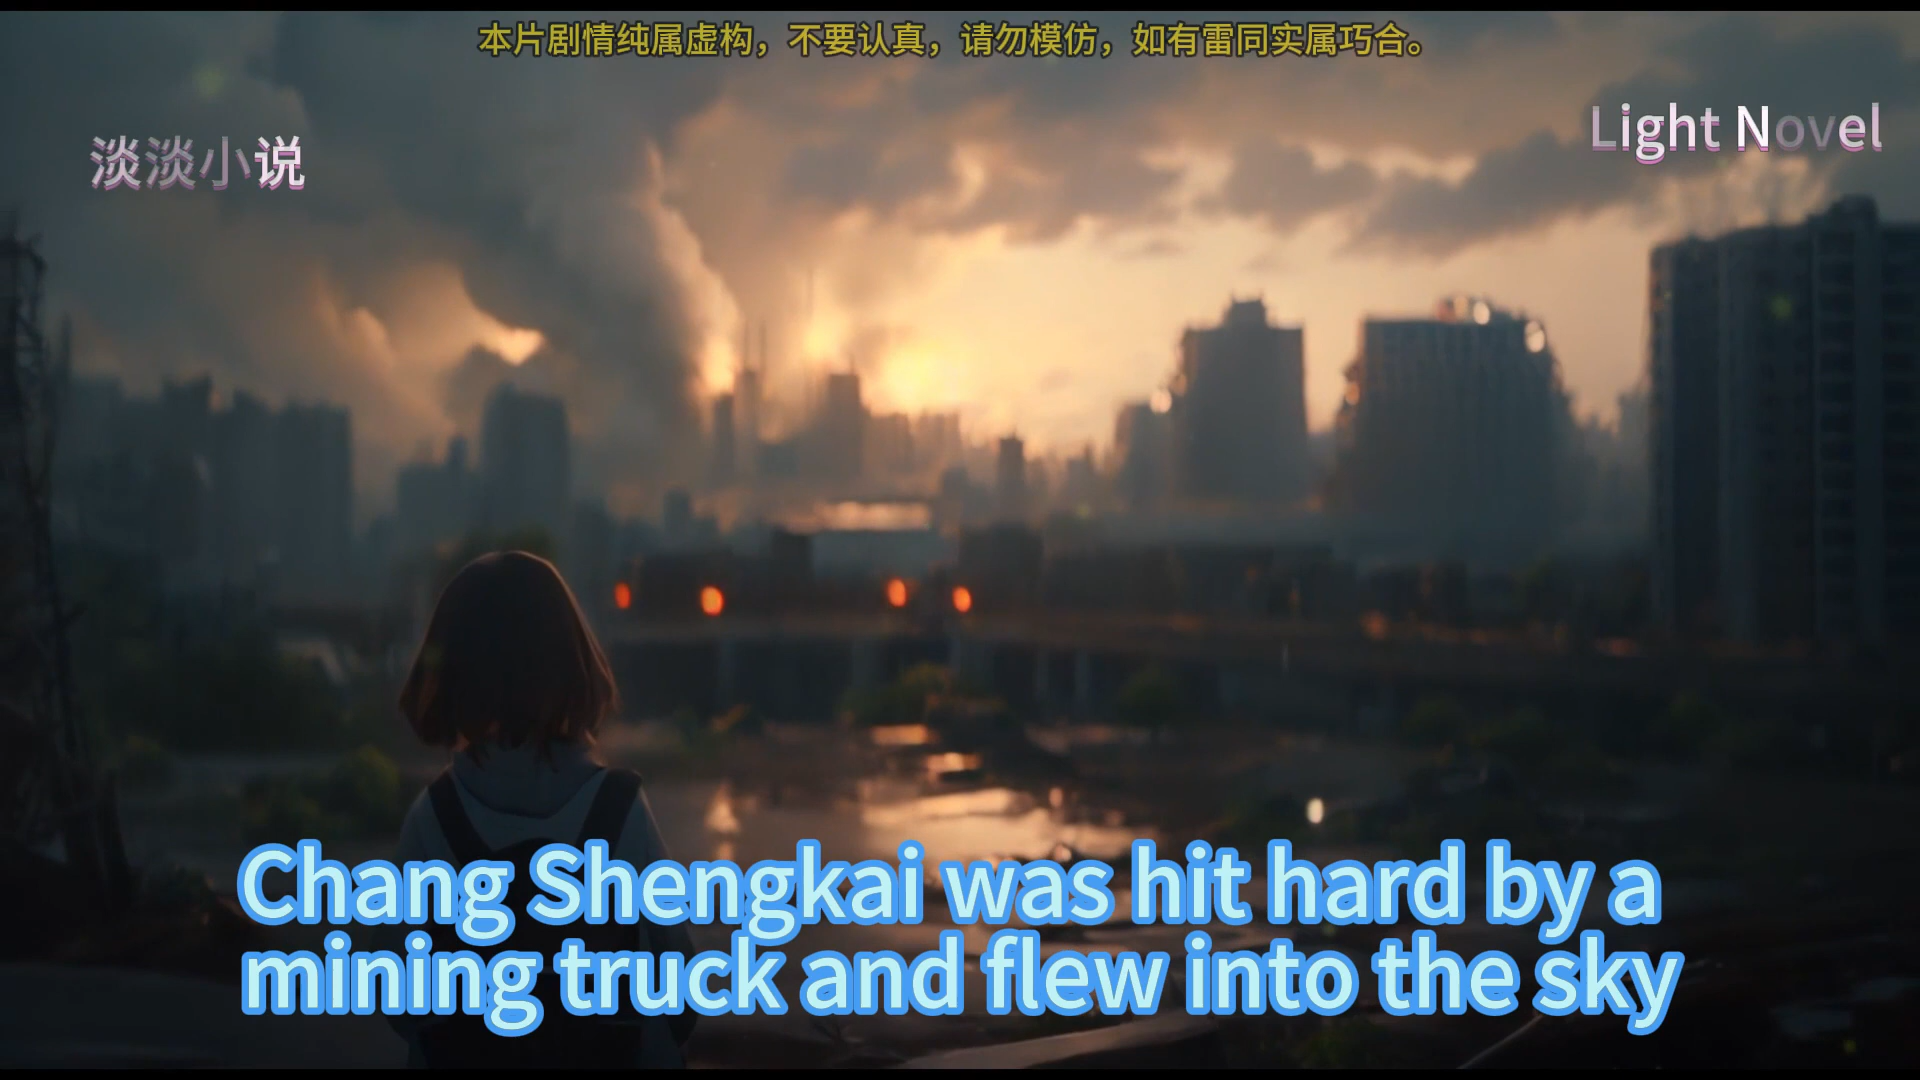 本片剧情纯属虚构，不要认真，请勿模仿，如有雷同实属巧合。
淡淡小说
Light Novel
Chang Shengkai was hit hard by a
mining truck and flew into the sky